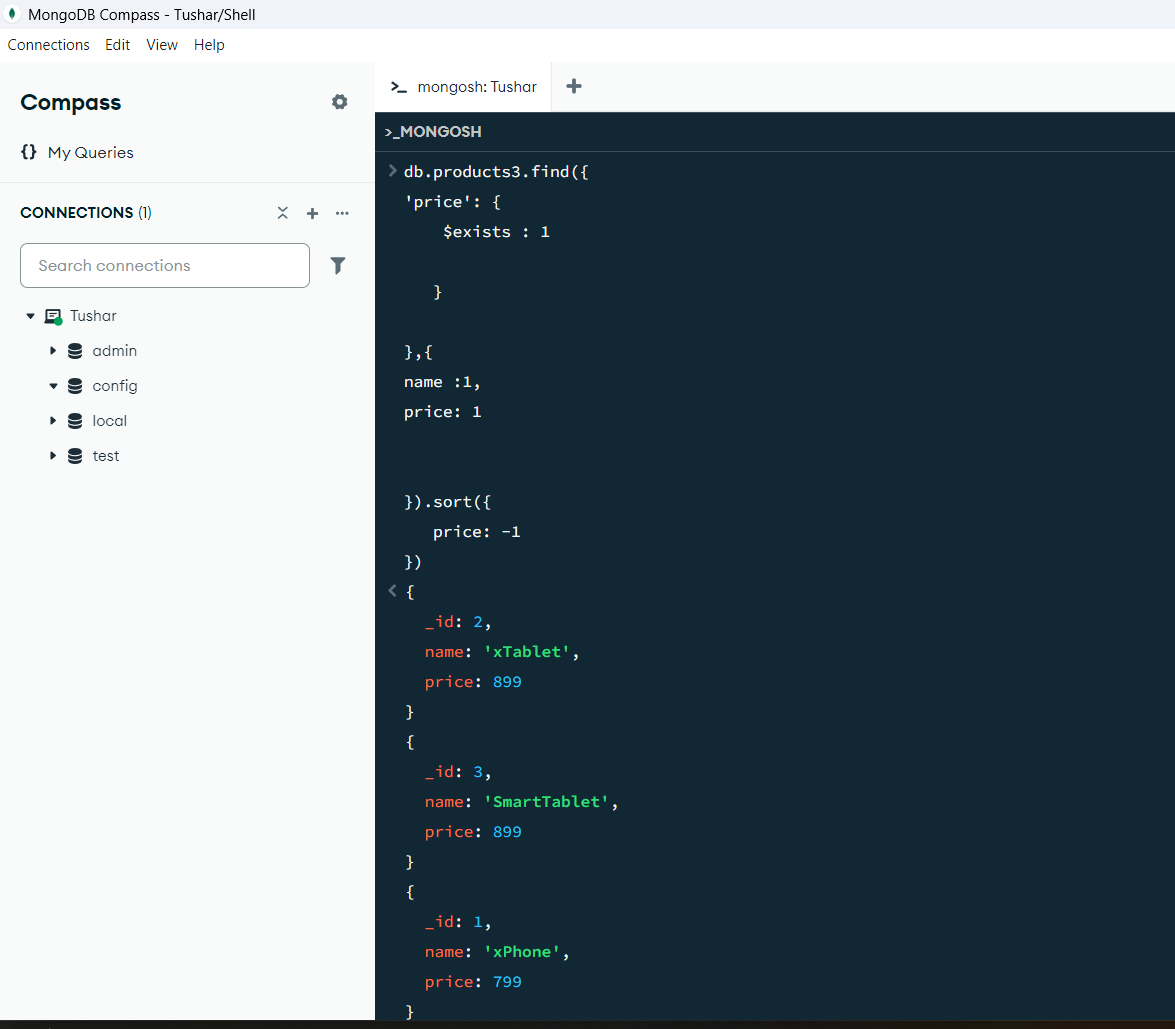 MongoDB Compass - Tushar/Shell
Connections Edit View Help
Compass
{} My Queries
CONNECTIONS (1)
Search connections
Tushar
admin
config
local
test
>_ mongosh: Tushar +
>_MONGOSH
> db.products3.find({
'price': {
$exists : 1
}
},{
name :1,
price: 1
}).sort({
price: -1
})
< {
_id: 2,
name: 'xTablet',
price: 899
}
{
_id: 3,
name: 'SmartTablet',
price: 899
}
{
_id: 1,
name: 'xPhone',
price: 799
}